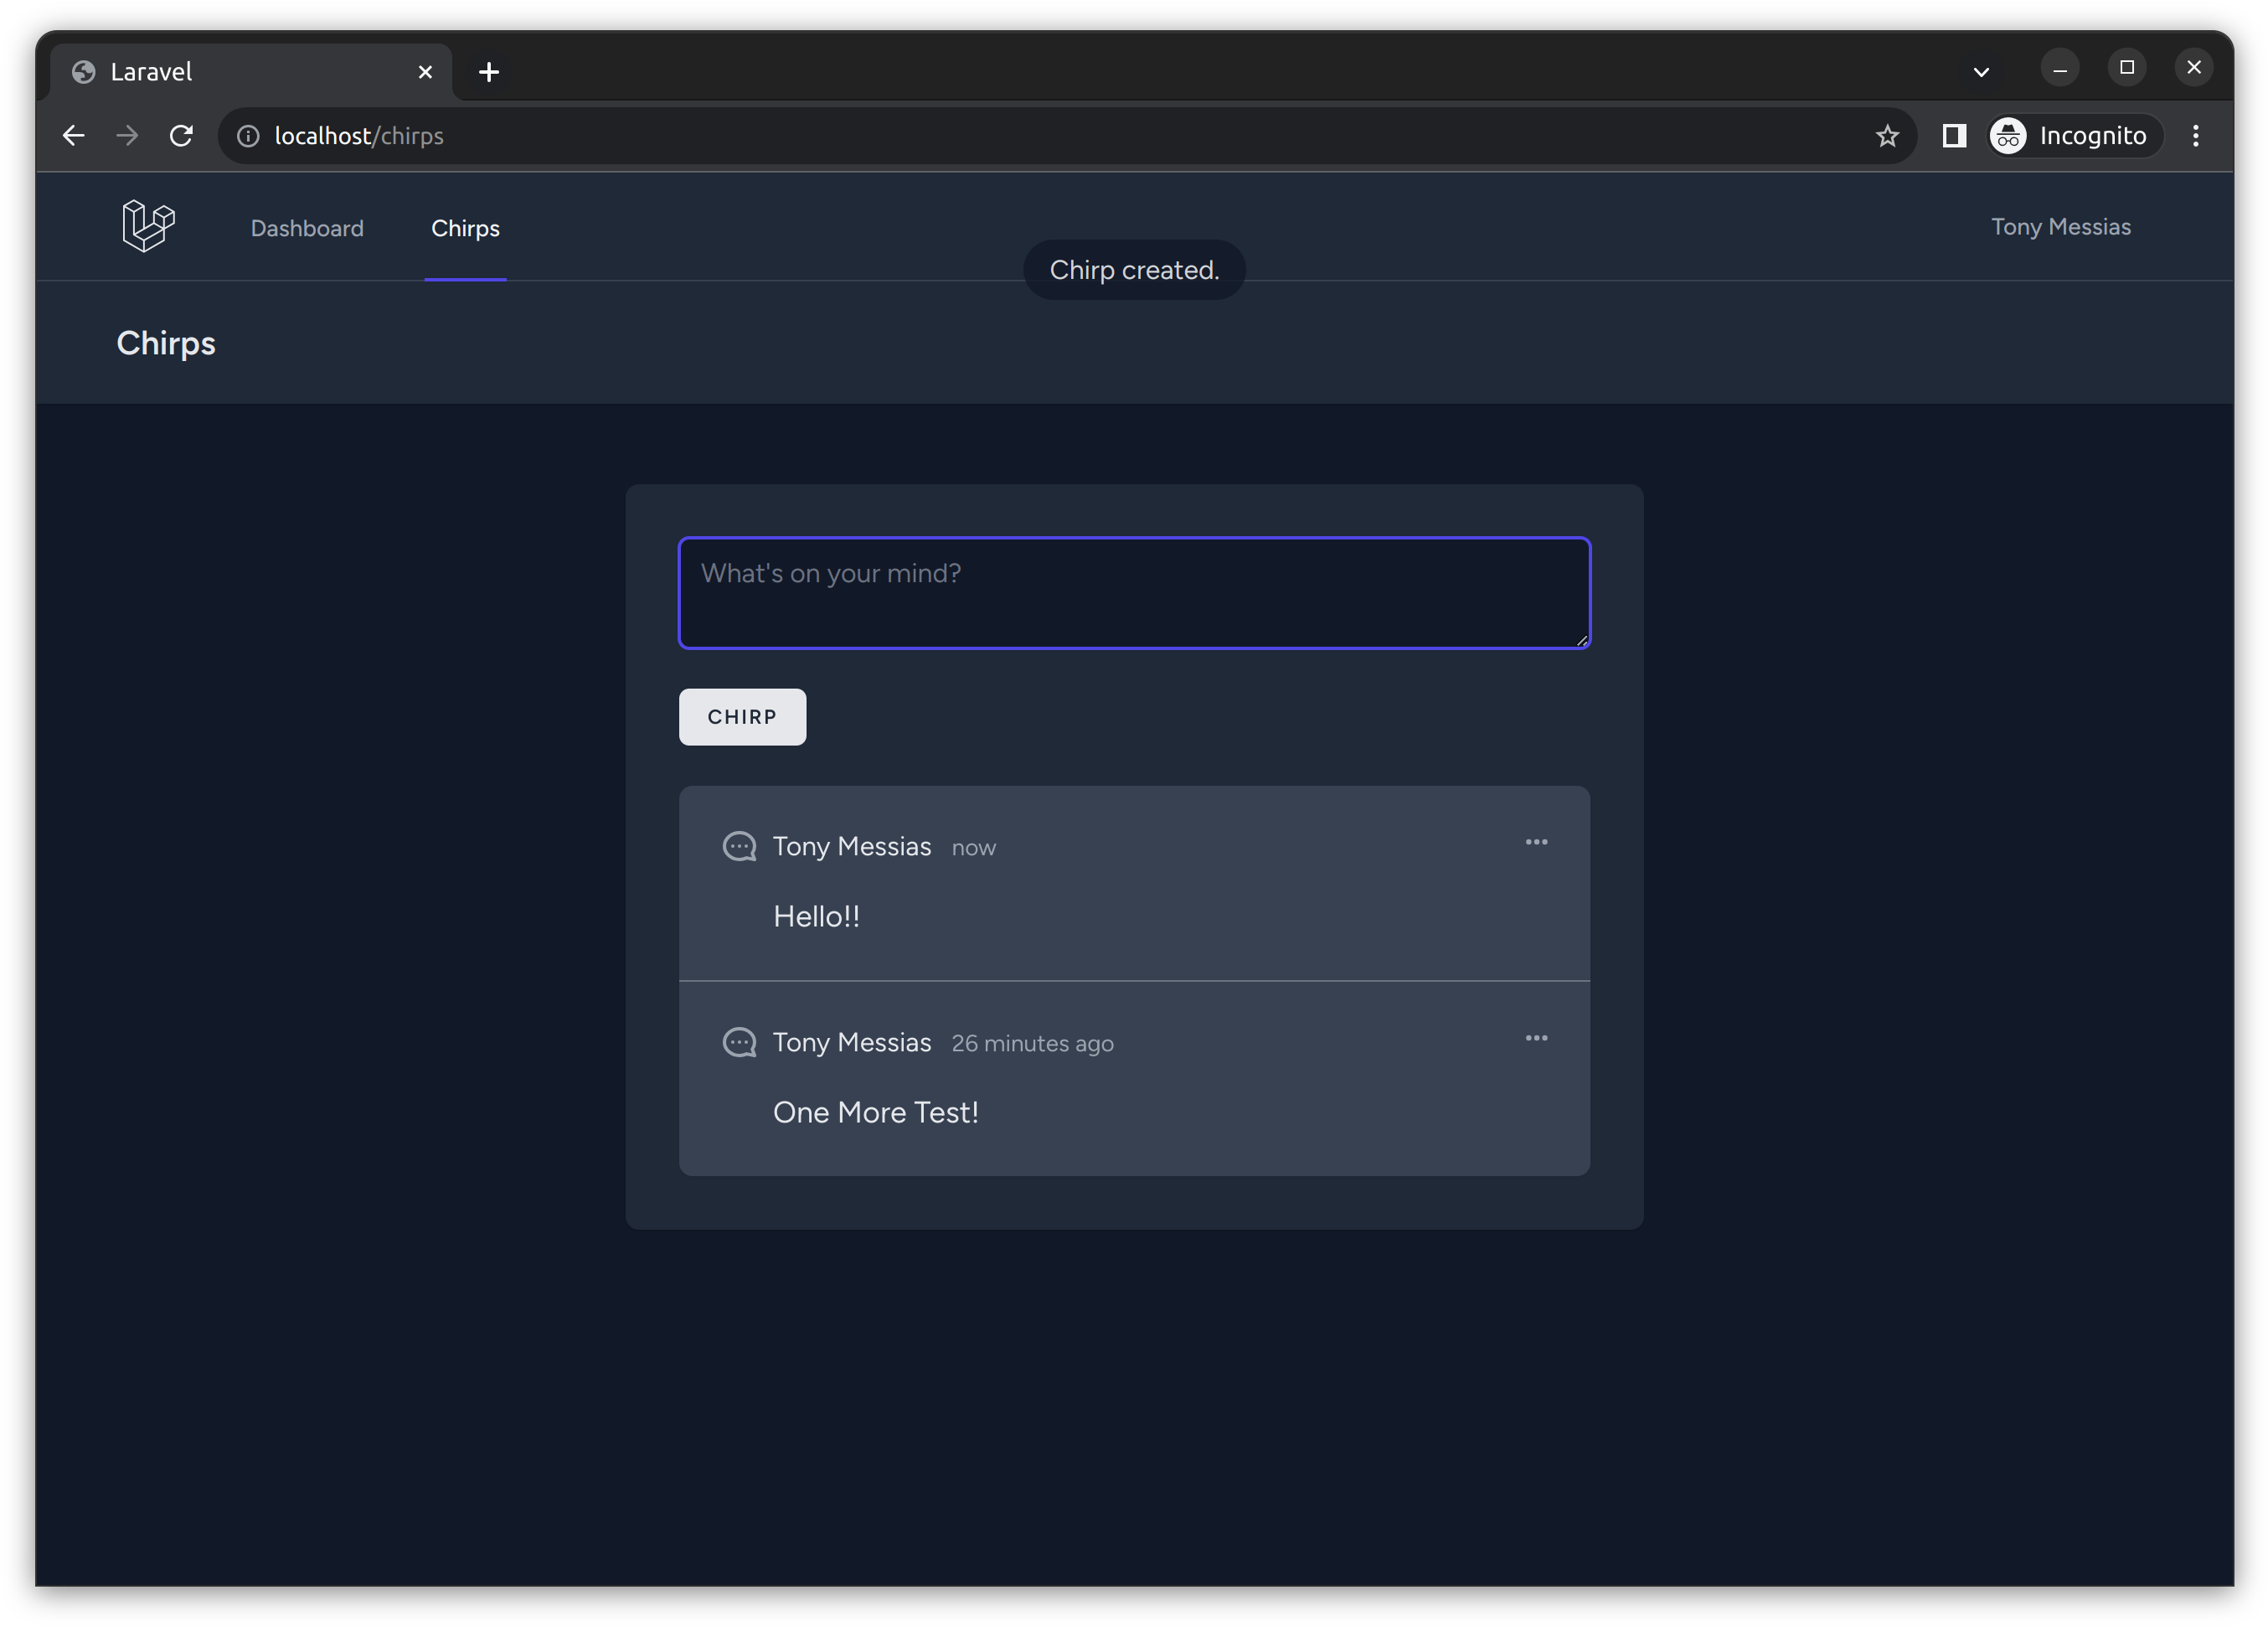 Laravel
localhost/chirps
Incognito
Dashboard
Chirps
Tony Messias
Chirp created.
Chirps
What's on your mind?
CHIRP
Tony Messias now
Hello!!
Tony Messias 26 minutes ago
One More Test!